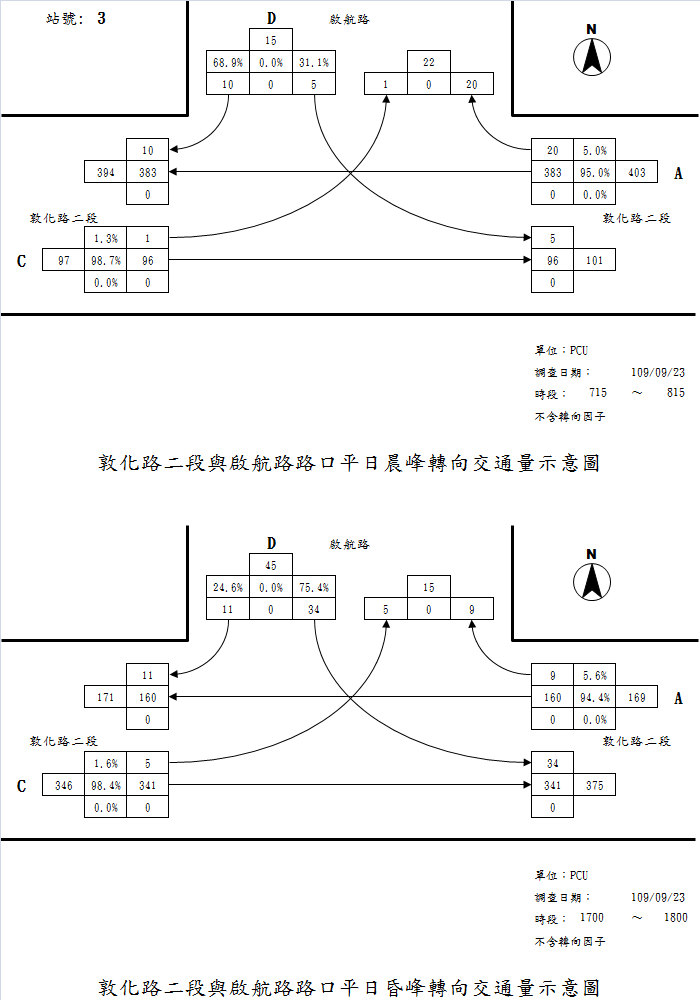 站號: 3
D 啟航路
N
15
68.9% 0.0% 31.1%
10 0 5
22
1 0 20
10
394 383
0
20 5.0%
383 95.0% 403
0 0.0%
A
敦化路二段
敦化路二段
C
1.3% 1
97 98.7% 96
0.0% 0
5
96 101
0
單位：PCU
調查日期： 109/09/23
時段： 715 ～ 815
不含轉向因子
敦化路二段與啟航路路口平日晨峰轉向交通量示意圖
D 啟航路
N
45
24.6% 0.0% 75.4%
11 0 34
15
5 0 9
11
171 160
0
9 5.6%
160 94.4% 169
0 0.0%
A
敦化路二段
敦化路二段
C
1.6% 5
346 98.4% 341
0.0% 0
34
341 375
0
單位：PCU
調查日期： 109/09/23
時段： 1700 ～ 1800
不含轉向因子
敦化路二段與啟航路路口平日昏峰轉向交通量示意圖